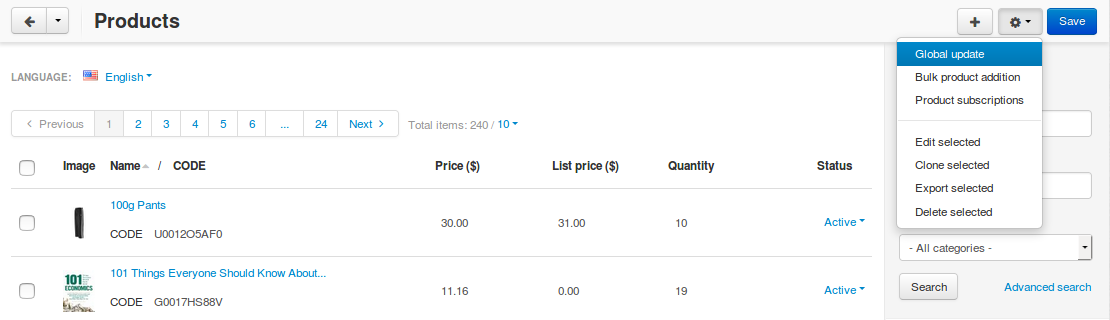 Products
Save
Global update
Bulk product addition
Product subscriptions
Edit selected
Clone selected
Export selected
Delete selected
LANGUAGE: English
Previous 1 2 3 4 5 6 ... 24 Next Total items: 240 / 10
Image Name / CODE Price ($) List price ($) Quantity Status
100g Pants
CODE U0012O5AF0 30.00 31.00 10 Active
101 Things Everyone Should Know About...
CODE G0017HS88V 11.16 0.00 19 Active
101
ECONOMICS
- All categories -
Search Advanced search